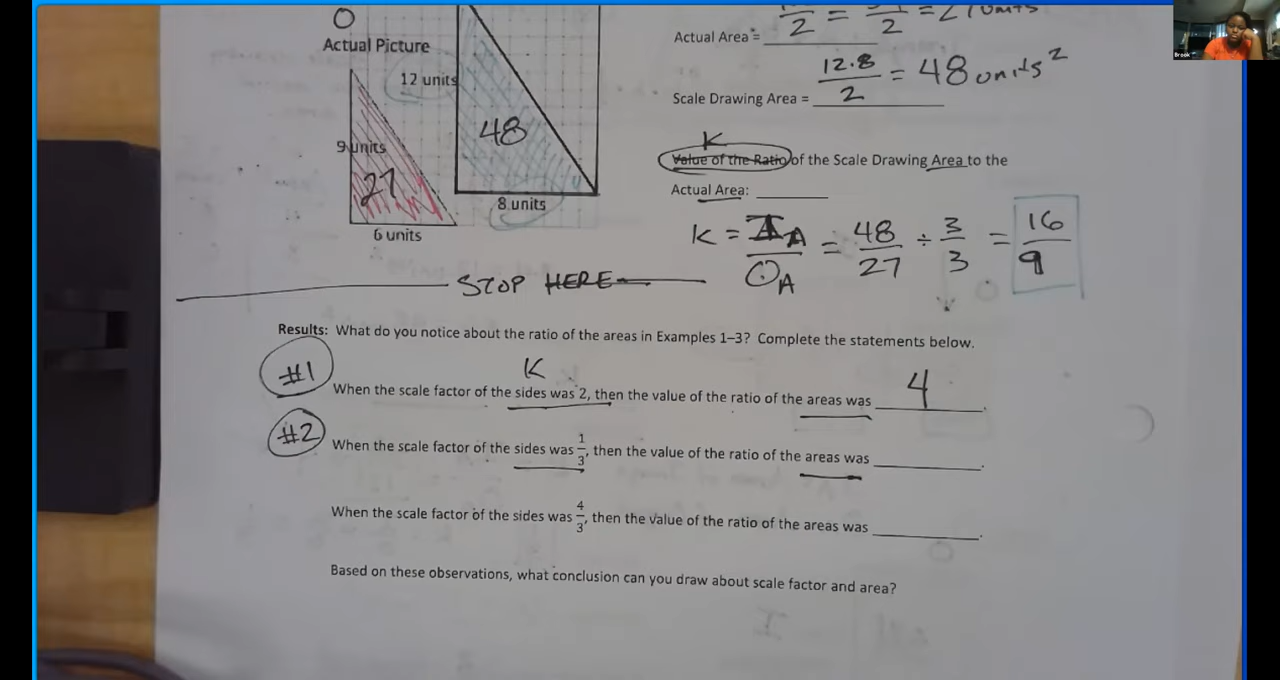 O
Actual Picture
12 units
48
9 units
27
8 units
6 units
Actual Area =
2 = 2
12.8
2 = 48 units²
Scale Drawing Area =
K
Value of the Ratio of the Scale Drawing Area to the
Actual Area:
K = I_A / O_A = 48/27 ÷ 3/3 = 16/9
STOP HERE
Results: What do you notice about the ratio of the areas in Examples 1–3? Complete the statements below.
#1
K
When the scale factor of the sides was 2, then the value of the ratio of the areas was 4.
#2
When the scale factor of the sides was 1/3, then the value of the ratio of the areas was ____.
When the scale factor of the sides was 4/3, then the value of the ratio of the areas was ____.
Based on these observations, what conclusion can you draw about scale factor and area?
Brook